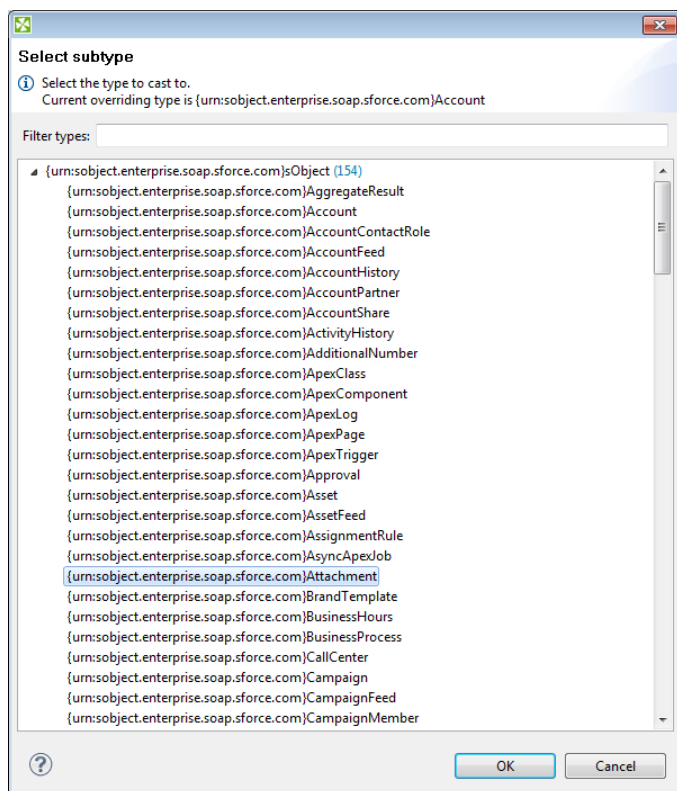 Select subtype
Select the type to cast to.
Current overriding type is {urn:sobject.enterprise.soap.sforce.com}Account
Filter types:
{urn:sobject.enterprise.soap.sforce.com}sObject (154)
{urn:sobject.enterprise.soap.sforce.com}AggregateResult
{urn:sobject.enterprise.soap.sforce.com}Account
{urn:sobject.enterprise.soap.sforce.com}AccountContactRole
{urn:sobject.enterprise.soap.sforce.com}AccountFeed
{urn:sobject.enterprise.soap.sforce.com}AccountHistory
{urn:sobject.enterprise.soap.sforce.com}AccountPartner
{urn:sobject.enterprise.soap.sforce.com}AccountShare
{urn:sobject.enterprise.soap.sforce.com}ActivityHistory
{urn:sobject.enterprise.soap.sforce.com}AdditionalNumber
{urn:sobject.enterprise.soap.sforce.com}ApexClass
{urn:sobject.enterprise.soap.sforce.com}ApexComponent
{urn:sobject.enterprise.soap.sforce.com}ApexLog
{urn:sobject.enterprise.soap.sforce.com}ApexPage
{urn:sobject.enterprise.soap.sforce.com}ApexTrigger
{urn:sobject.enterprise.soap.sforce.com}Approval
{urn:sobject.enterprise.soap.sforce.com}Asset
{urn:sobject.enterprise.soap.sforce.com}AssetFeed
{urn:sobject.enterprise.soap.sforce.com}AssignmentRule
{urn:sobject.enterprise.soap.sforce.com}AsyncApexJob
{urn:sobject.enterprise.soap.sforce.com}Attachment
{urn:sobject.enterprise.soap.sforce.com}BrandTemplate
{urn:sobject.enterprise.soap.sforce.com}BusinessHours
{urn:sobject.enterprise.soap.sforce.com}BusinessProcess
{urn:sobject.enterprise.soap.sforce.com}CallCenter
{urn:sobject.enterprise.soap.sforce.com}Campaign
{urn:sobject.enterprise.soap.sforce.com}CampaignFeed
{urn:sobject.enterprise.soap.sforce.com}CampaignMember
OK Cancel